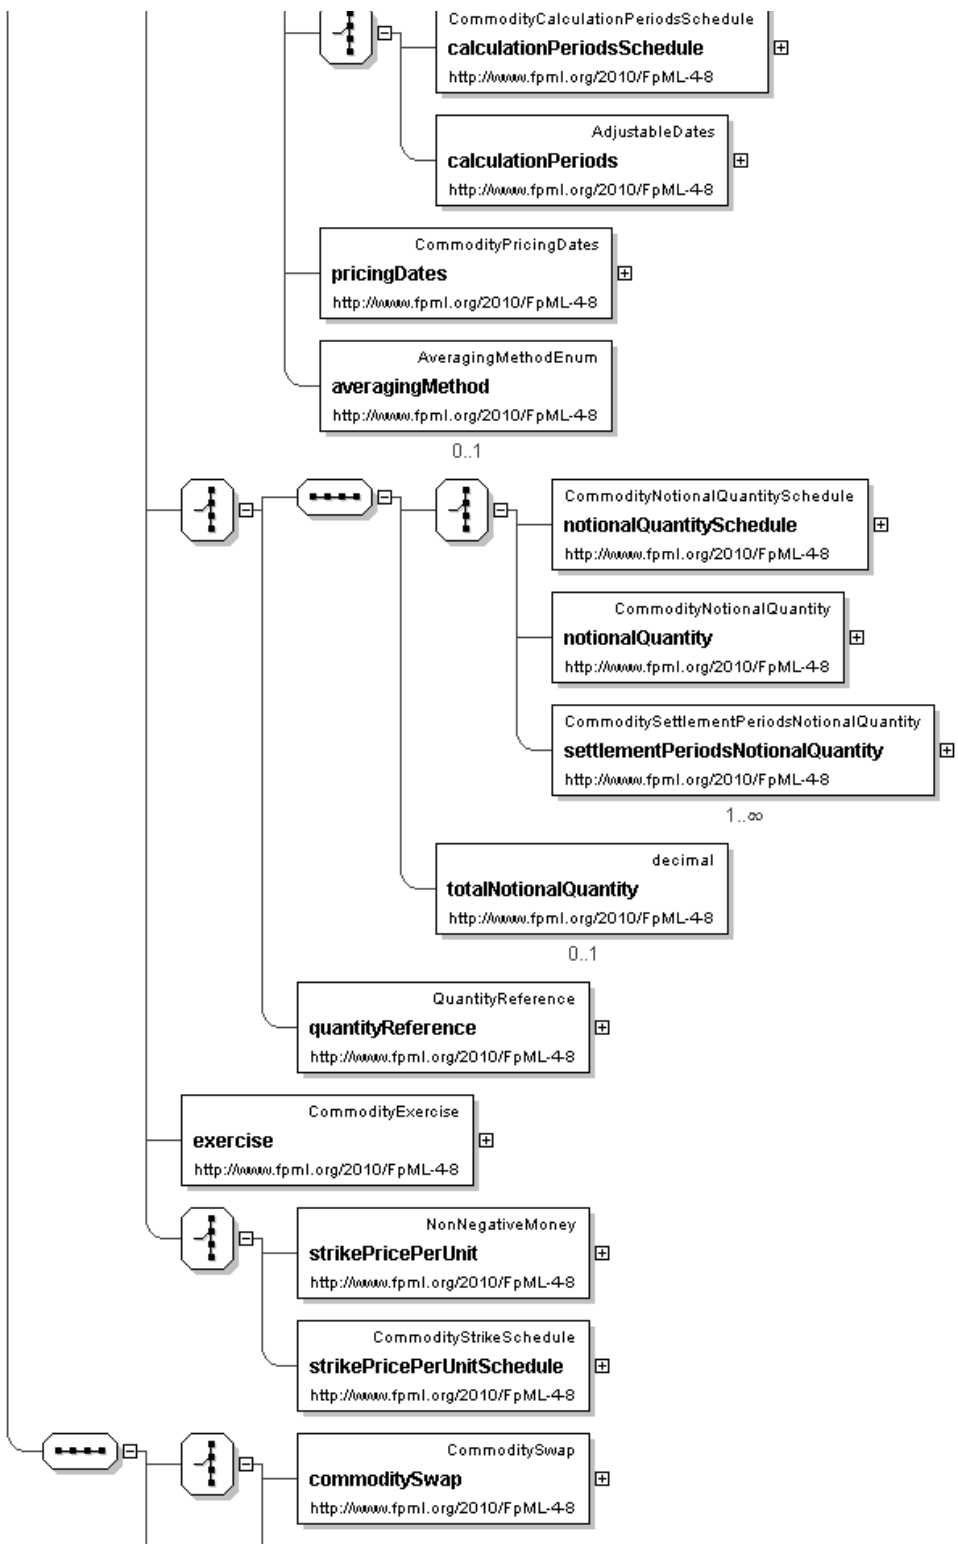 CommodityCalculationPeriodsSchedule
calculationPeriodsSchedule
http://www.fpml.org/2010/FpML-4-8
AdjustableDates
calculationPeriods
http://www.fpml.org/2010/FpML-4-8
CommodityPricingDates
pricingDates
http://www.fpml.org/2010/FpML-4-8
AveragingMethodEnum
averagingMethod
http://www.fpml.org/2010/FpML-4-8
0..1
CommodityNotionalQuantitySchedule
notionalQuantitySchedule
http://www.fpml.org/2010/FpML-4-8
CommodityNotionalQuantity
notionalQuantity
http://www.fpml.org/2010/FpML-4-8
CommoditySettlementPeriodsNotionalQuantity
settlementPeriodsNotionalQuantity
http://www.fpml.org/2010/FpML-4-8
1..∞
decimal
totalNotionalQuantity
http://www.fpml.org/2010/FpML-4-8
0..1
QuantityReference
quantityReference
http://www.fpml.org/2010/FpML-4-8
CommodityExercise
exercise
http://www.fpml.org/2010/FpML-4-8
NonNegativeMoney
strikePricePerUnit
http://www.fpml.org/2010/FpML-4-8
CommodityStrikeSchedule
strikePricePerUnitSchedule
http://www.fpml.org/2010/FpML-4-8
CommoditySwap
commoditySwap
http://www.fpml.org/2010/FpML-4-8